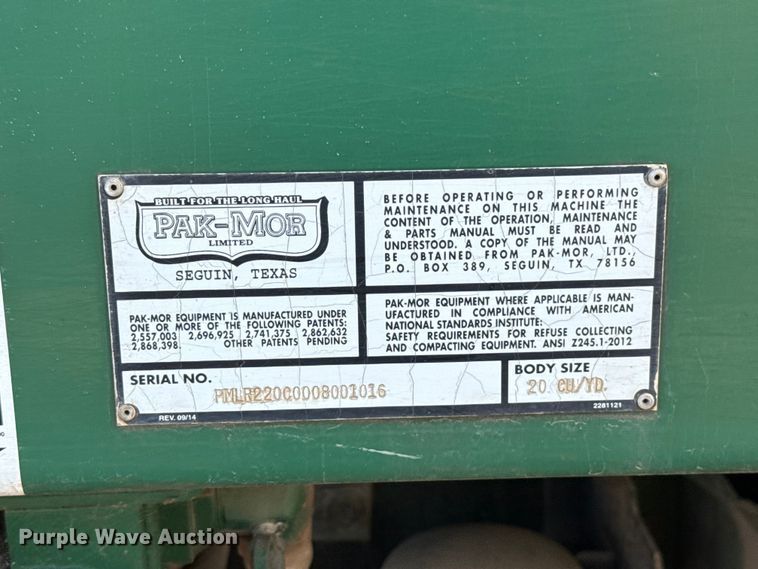 BUILT FOR THE LONG HAUL
PAK-MOR
LIMITED
SEGUIN, TEXAS
BEFORE OPERATING OR PERFORMING
MAINTENANCE ON THIS MACHINE THE
CONTENT OF THE OPERATION, MAINTENANCE
& PARTS MANUAL MUST BE READ AND
UNDERSTOOD. A COPY OF THE MANUAL MAY
BE OBTAINED FROM PAK-MOR, LTD.,
P.O. BOX 389, SEGUIN, TX 78156
PAK-MOR EQUIPMENT IS MANUFACTURED UNDER
ONE OR MORE OF THE FOLLOWING PATENTS:
2,557,003 2,696,925 2,741,375 2,862,632
2,868,398. OTHER PATENTS PENDING
PAK-MOR EQUIPMENT WHERE APPLICABLE IS MAN-
UFACTURED IN COMPLIANCE WITH AMERICAN
NATIONAL STANDARDS INSTITUTE:
SAFETY REQUIREMENTS FOR REFUSE COLLECTING
AND COMPACTING EQUIPMENT. ANSI Z245.1-2012
SERIAL NO.
PMLR220C0008001016
REV. 09/14
BODY SIZE
20 CU/YD.
2281121
Purple Wave Auction